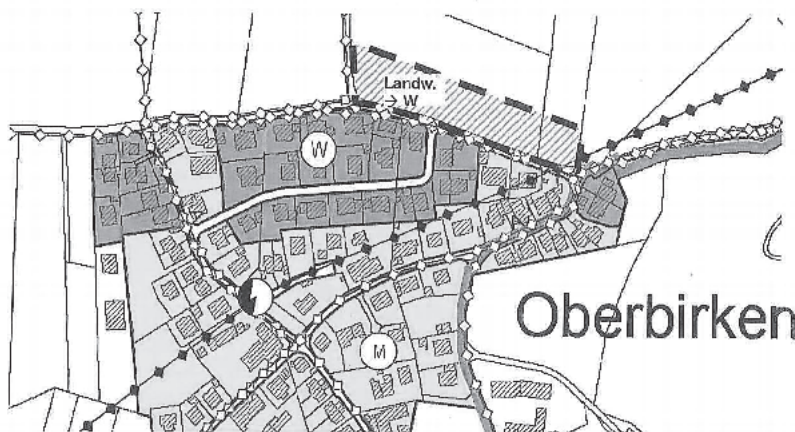 Landw.
→ W
W
Oberbirken
M